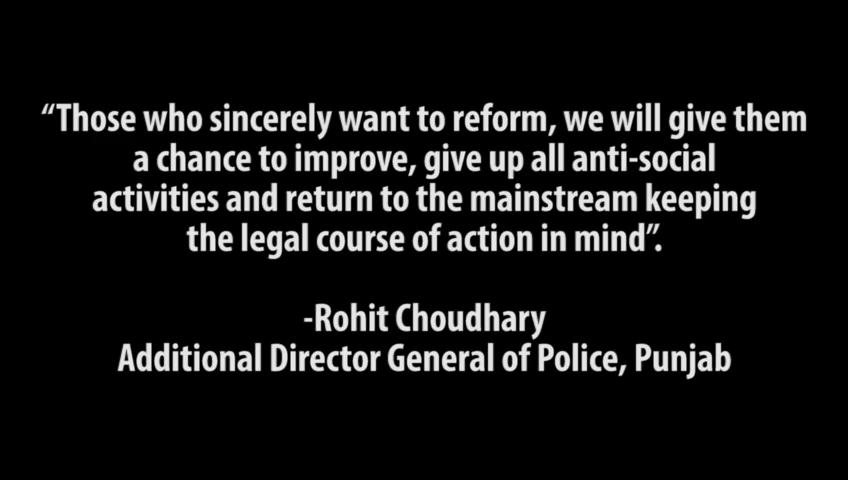 “Those who sincerely want to reform, we will give them
a chance to improve, give up all anti-social
activities and return to the mainstream keeping
the legal course of action in mind”.
-Rohit Choudhary
Additional Director General of Police, Punjab